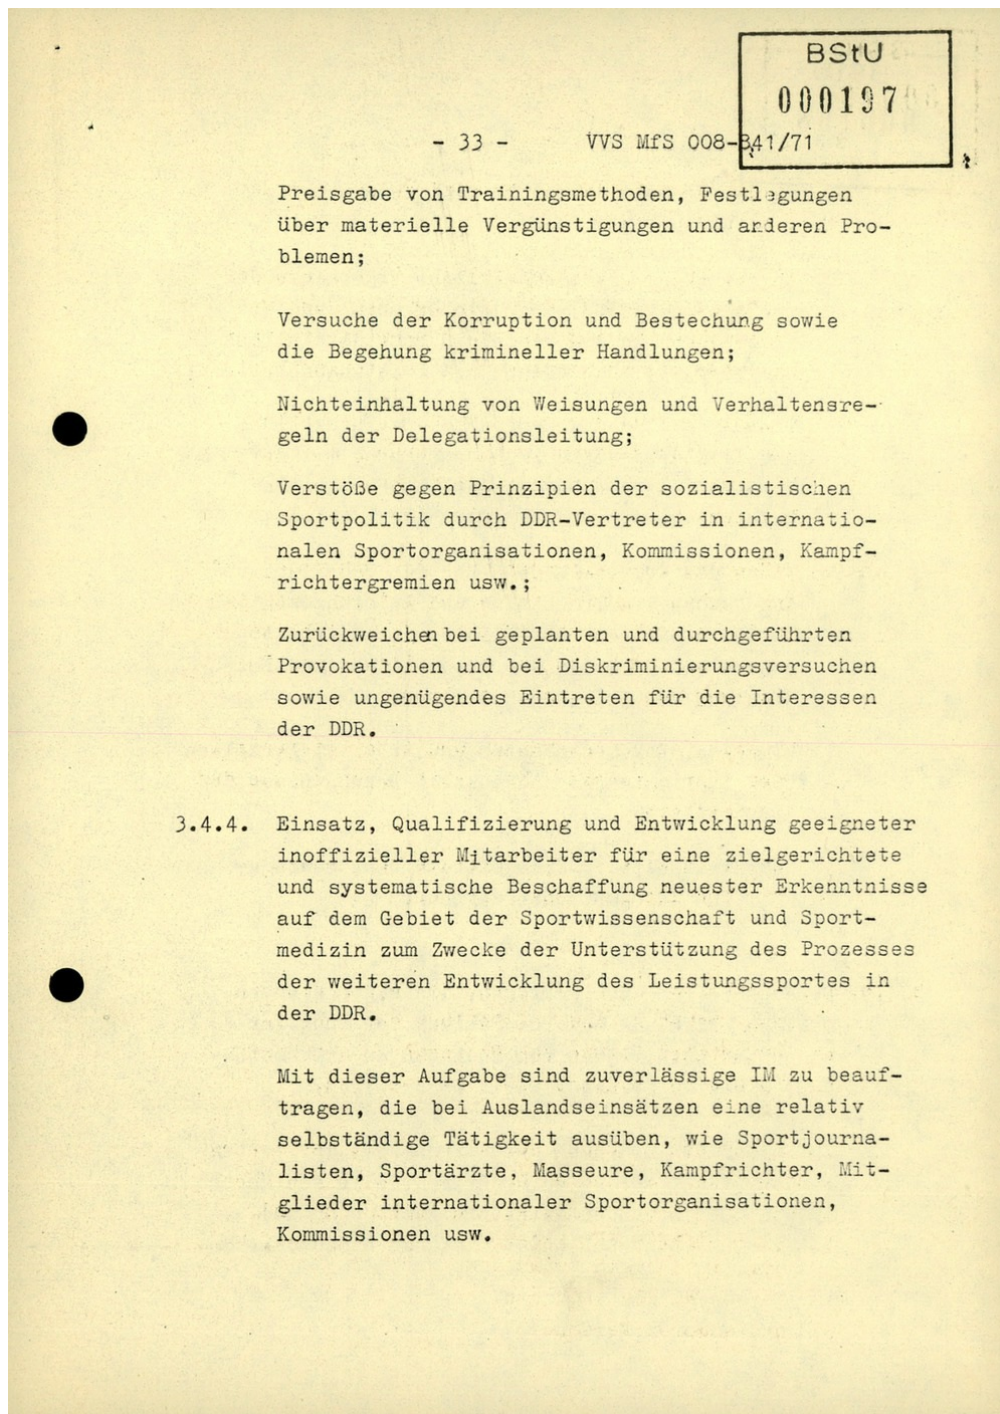 BStU
000197
- 33 - VVS MfS 008-841/71
Preisgabe von Trainingsmethoden, Festlegungen
über materielle Vergünstigungen und anderen Pro-
blemen;
Versuche der Korruption und Bestechung sowie
die Begehung krimineller Handlungen;
Nichteinhaltung von Weisungen und Verhaltensre-
geln der Delegationsleitung;
Verstöße gegen Prinzipien der sozialistischen
Sportpolitik durch DDR-Vertreter in internatio-
nalen Sportorganisationen, Kommissionen, Kampf-
richtergremien usw.;
Zurückweichen bei geplanten und durchgeführten
Provokationen und bei Diskriminierungsversuchen
sowie ungenügendes Eintreten für die Interessen
der DDR.
3.4.4. Einsatz, Qualifizierung und Entwicklung geeigneter
inoffizieller Mitarbeiter für eine zielgerichtete
und systematische Beschaffung neuester Erkenntnisse
auf dem Gebiet der Sportwissenschaft und Sport-
medizin zum Zwecke der Unterstützung des Prozesses
der weiteren Entwicklung des Leistungssportes in
der DDR.
Mit dieser Aufgabe sind zuverlässige IM zu beauf-
tragen, die bei Auslandseinsätzen eine relativ
selbständige Tätigkeit ausüben, wie Sportjourna-
listen, Sportärzte, Masseure, Kampfrichter, Mit-
glieder internationaler Sportorganisationen,
Kommissionen usw.